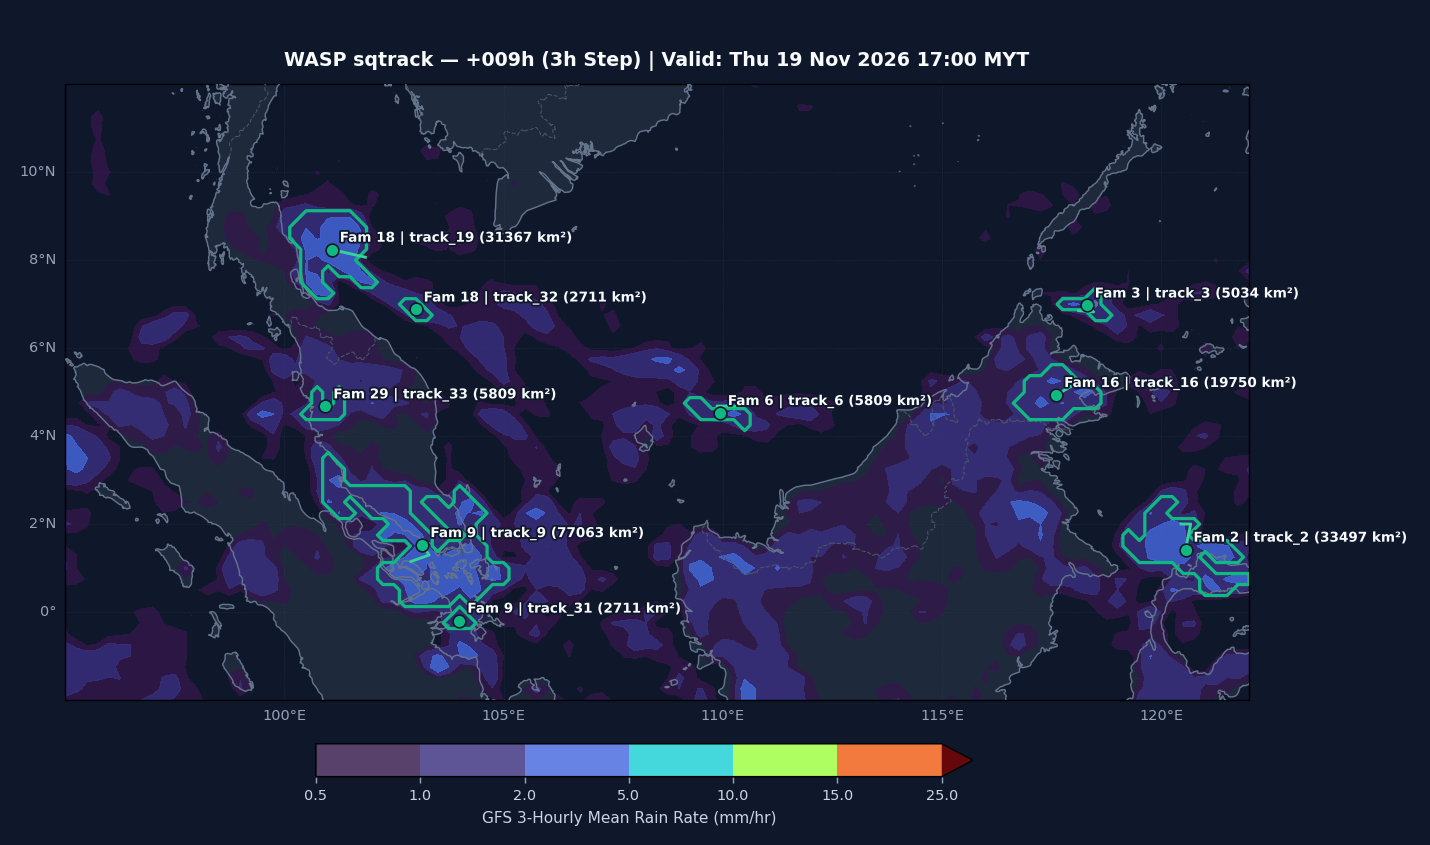 WASP sqtrack — +009h (3h Step) | Valid: Thu 19 Nov 2026 17:00 MYT
10°N
8°N
6°N
4°N
2°N
0°
Fam 18 | track_19 (31367 km²)
Fam 18 | track_32 (2711 km²)
Fam 3 | track_3 (5034 km²)
Fam 16 | track_16 (19750 km²)
Fam 29 | track_33 (5809 km²)
Fam 6 | track_6 (5809 km²)
Fam 9 | track_9 (77063 km²)
Fam 2 | track_2 (33497 km²)
Fam 9 | track_31 (2711 km²)
100°E
105°E
110°E
115°E
120°E
0.5
1.0
2.0
5.0
10.0
15.0
25.0
GFS 3-Hourly Mean Rain Rate (mm/hr)